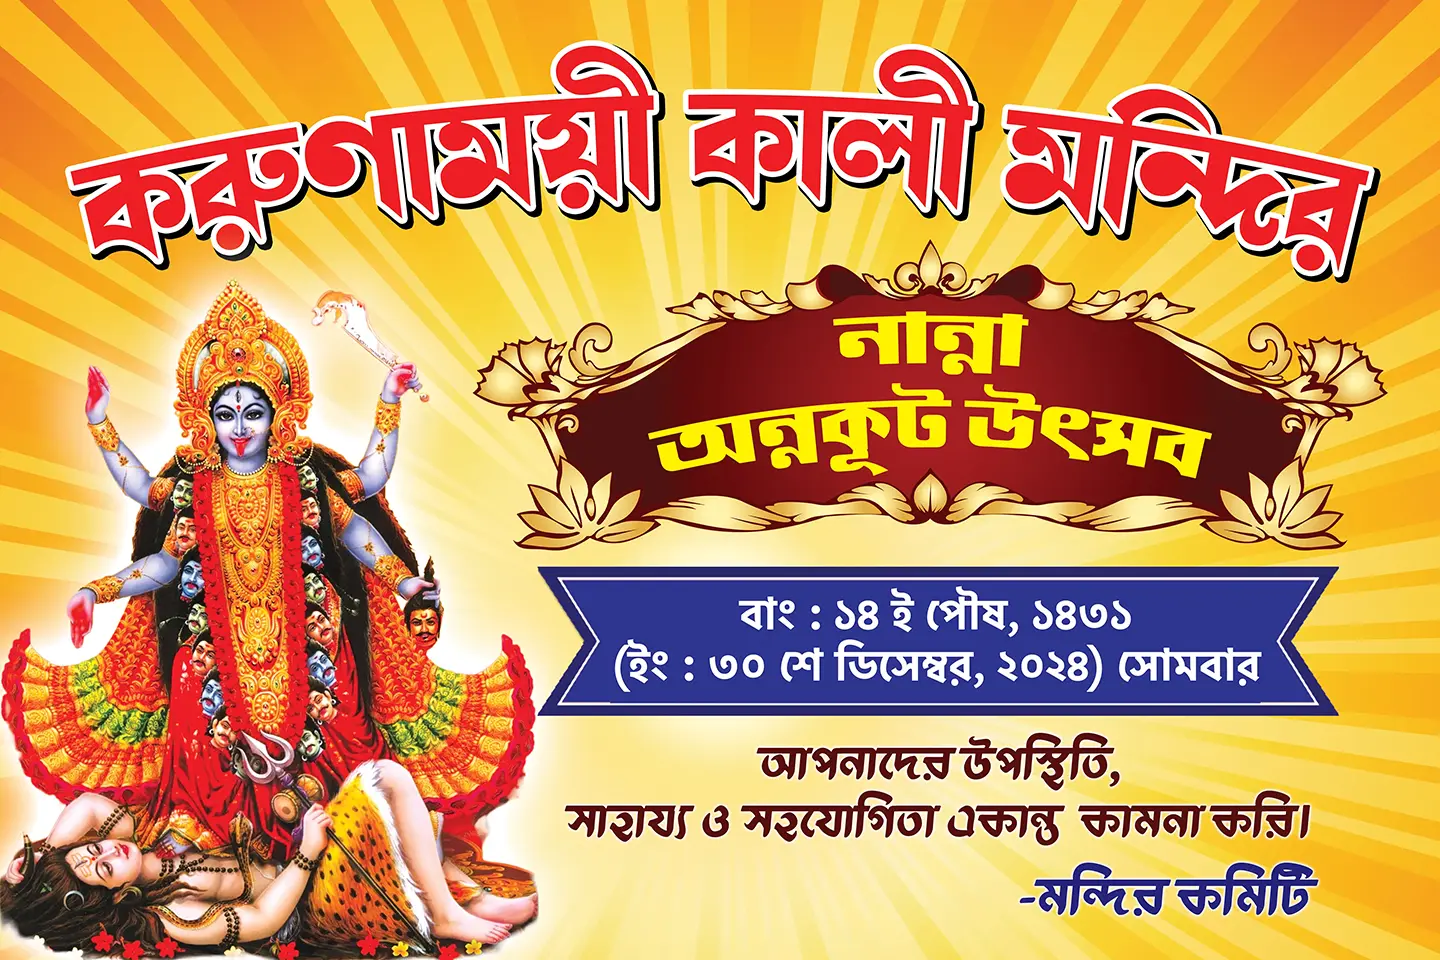 করুণাময়ী কালী মন্দির
নান্না
অন্নকূট উৎসব
বাং : ১৪ ই পৌষ, ১৪৩১
(ইং : ৩০ শে ডিসেম্বর, ২০২৪) সোমবার
আপনাদের উপস্থিতি,
সাহায্য ও সহযোগিতা একান্ত কামনা করি।
-মন্দির কমিটি